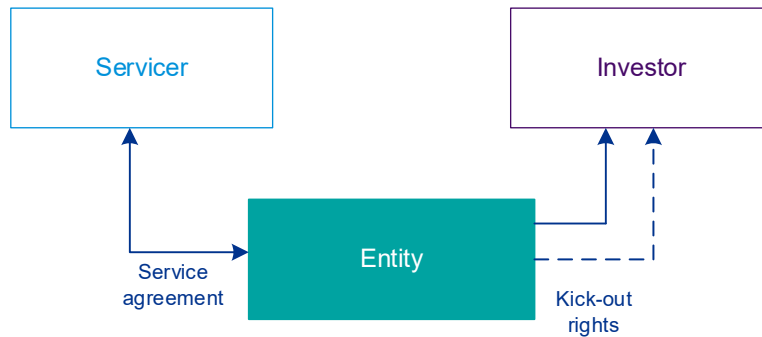 Servicer
Investor
Entity
Service
agreement
Kick-out
rights